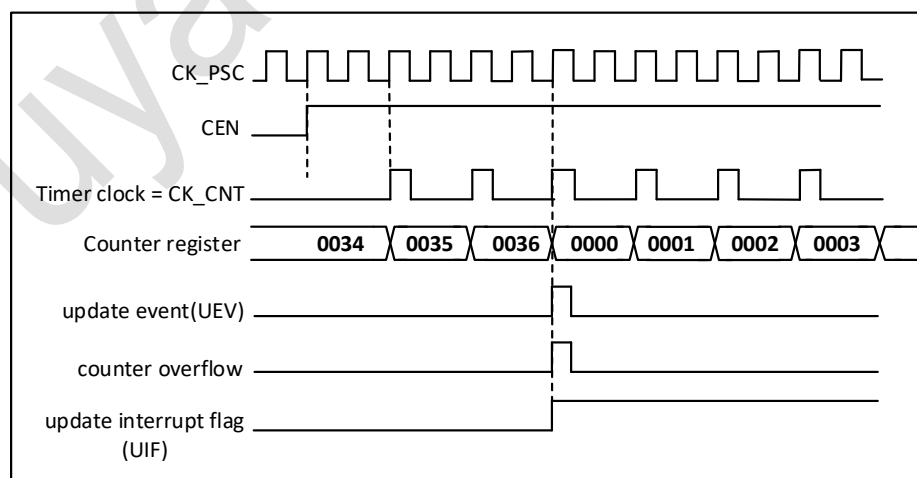 CK_PSC
CEN
Timer clock = CK_CNT
Counter register 0034 0035 0036 0000 0001 0002 0003
update event(UEV)
counter overflow
update interrupt flag
(UIF)
uya